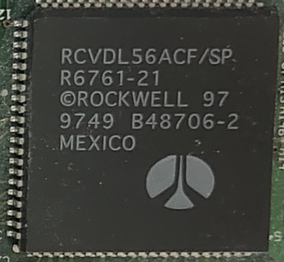 RCVDL56ACF/SP
R6761-21
©ROCKWELL 97
9749 B48706-2
MEXICO